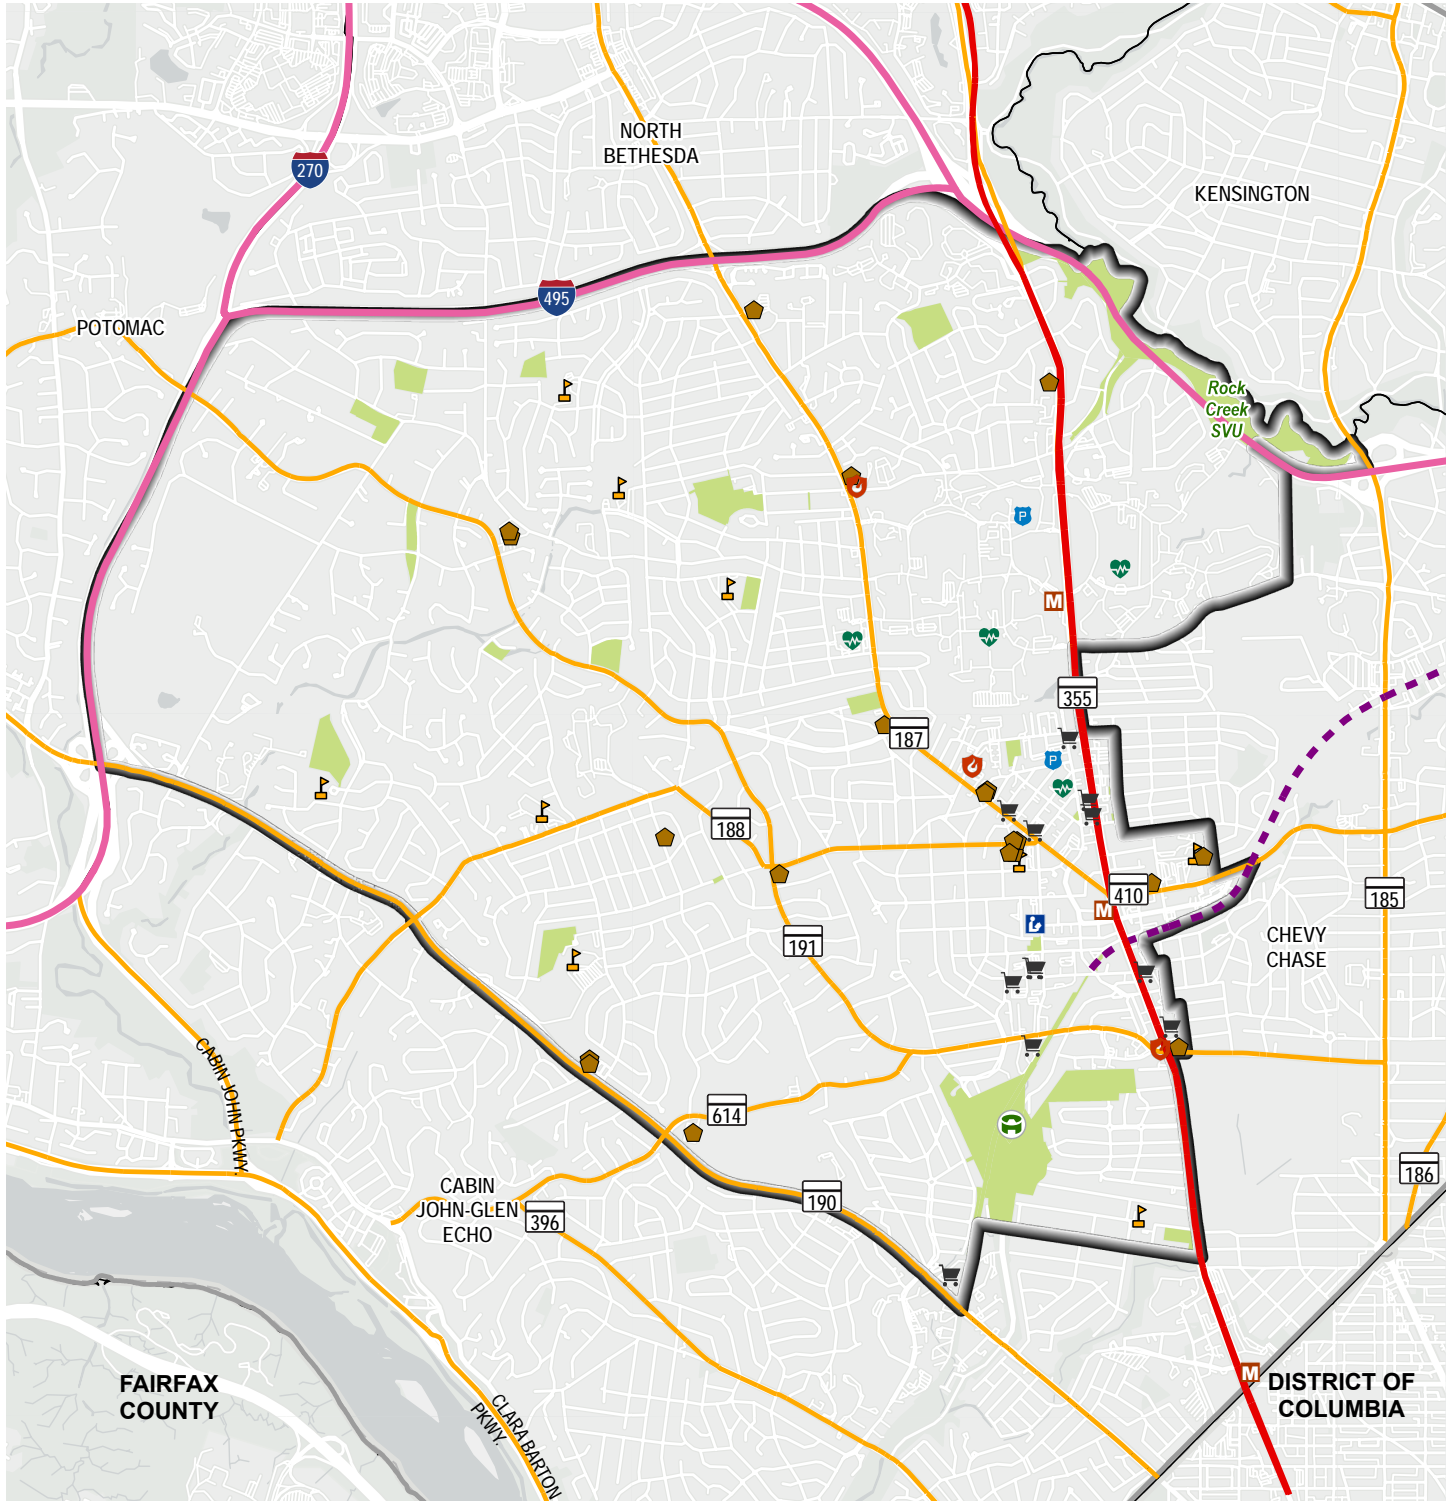 NORTH
BETHESDA
270
KENSINGTON
495
POTOMAC
Rock
Creek
SVU
P
M
355
187
P
188
410
185
M
191
CHEVY
CHASE
CABIN JOHN PKWY.
614
186
CABIN
JOHN-GLEN
ECHO
190
396
FAIRFAX
COUNTY
M
DISTRICT OF
COLUMBIA
CLARA BARTON
PKWY.